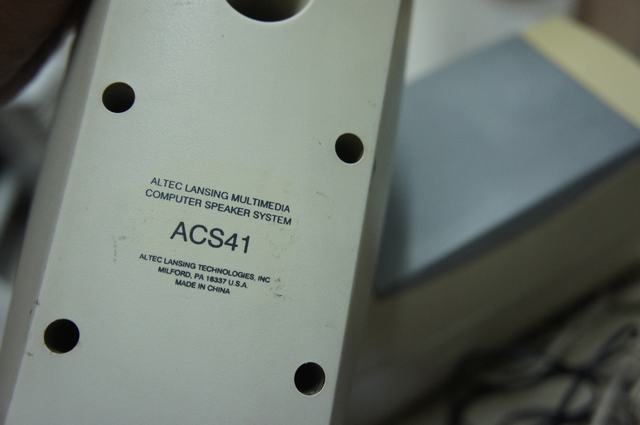 ALTEC LANSING MULTIMEDIA
COMPUTER SPEAKER SYSTEM
ACS41
ALTEC LANSING TECHNOLOGIES, INC
MILFORD, PA 18337 U.S.A.
MADE IN CHINA